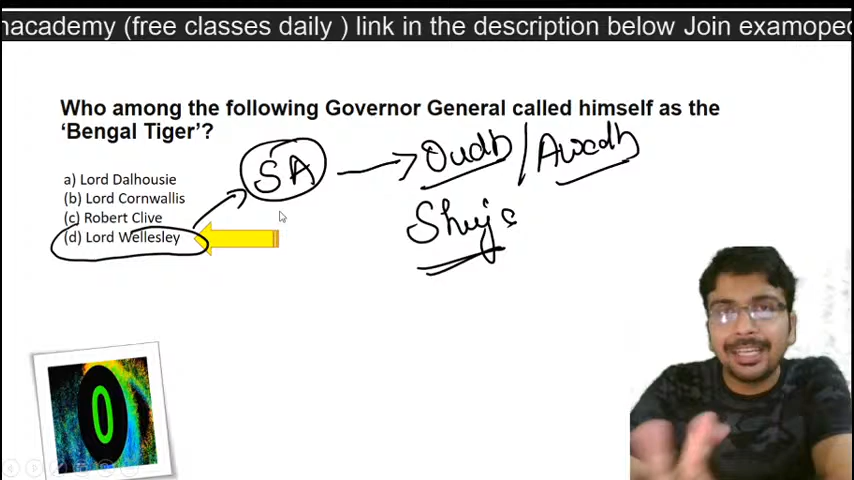 nacademy (free classes daily ) link in the description below Join examoped
Who among the following Governor General called himself as the
'Bengal Tiger'?
a) Lord Dalhousie
(b) Lord Cornwallis
(c) Robert Clive
(d) Lord Wellesley
SA
Oudh / Awadh
Shuja
0